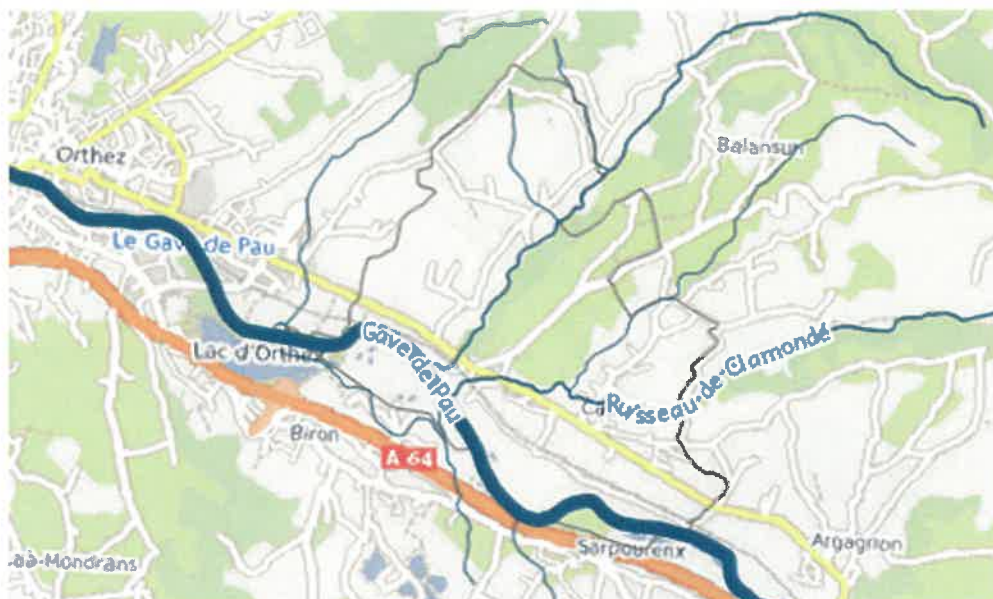 Orthez
Balansun
Le Gave de Pau
Gave de Pau
Lac d'Orthez
Ruisseau-de-Clamondé
Biron
A 64
Sarpourenx
Argagnon